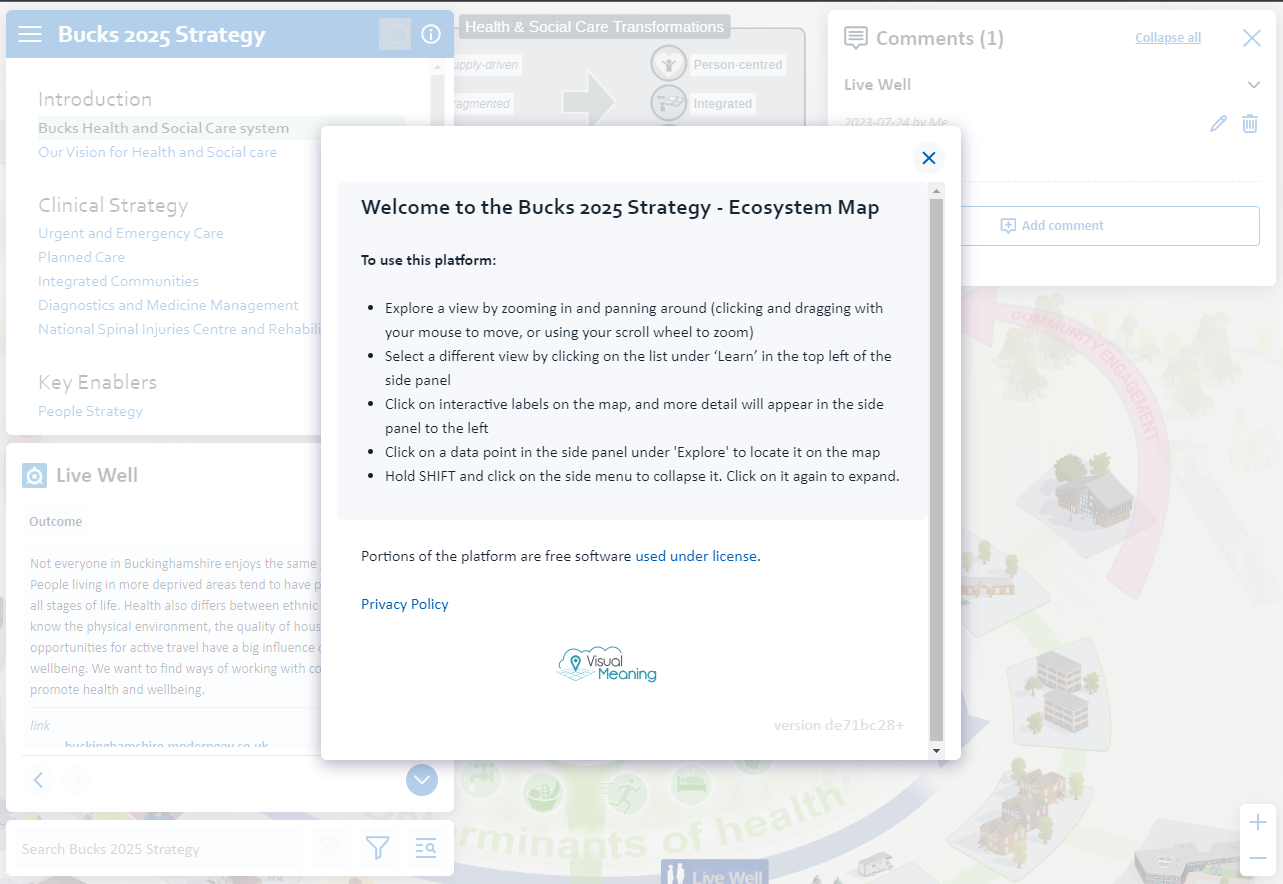 Bucks 2025 Strategy
Introduction
Bucks Health and Social Care system
Our Vision for Health and Social care
Clinical Strategy
Urgent and Emergency Care
Planned Care
Integrated Communities
Diagnostics and Medicine Management
National Spinal Injuries Centre and Rehabili
Key Enablers
People Strategy
Live Well
Outcome
Not everyone in Buckinghamshire enjoys the same
People living in more deprived areas tend to have p
all stages of life. Health also differs between ethnic
know the physical environment, the quality of hous
opportunities for active travel have a big influence
wellbeing. We want to find ways of working with co
promote health and wellbeing.
link
buckinghamshire.moderngov.co.uk
Search Bucks 2025 Strategy
Health & Social Care Transformations
upply-driven
Person-centred
ragmented
Integrated
Welcome to the Bucks 2025 Strategy - Ecosystem Map
To use this platform:
• Explore a view by zooming in and panning around (clicking and dragging with
your mouse to move, or using your scroll wheel to zoom)
• Select a different view by clicking on the list under ‘Learn’ in the top left of the
side panel
• Click on interactive labels on the map, and more detail will appear in the side
panel to the left
• Click on a data point in the side panel under 'Explore' to locate it on the map
• Hold SHIFT and click on the side menu to collapse it. Click on it again to expand.
Portions of the platform are free software used under license.
Privacy Policy
Visual
Meaning
version de71bc28+
Comments (1)
Collapse all
Live Well
2023-07-24 by Me
Add comment
COMMUNITY ENGAGEMENT
terminants of health
Live Well